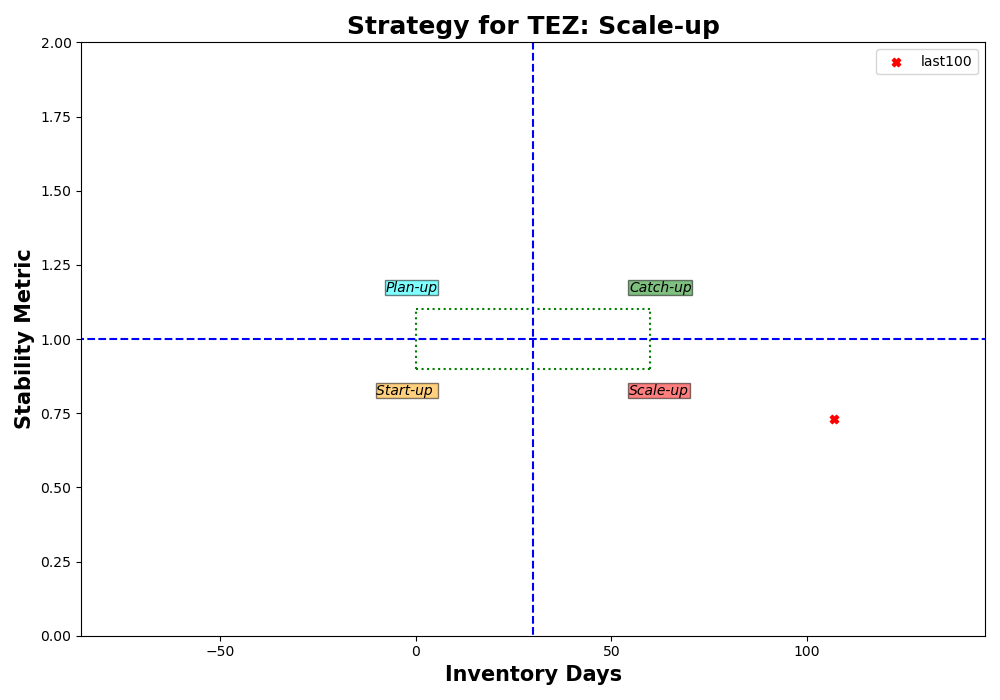 Strategy for TEZ: Scale-up
last100
2.00
1.75
1.50
1.25
1.00
0.75
0.50
0.25
0.00
Stability Metric
Plan-up
Catch-up
Start-up
Scale-up
−50
0
50
100
Inventory Days